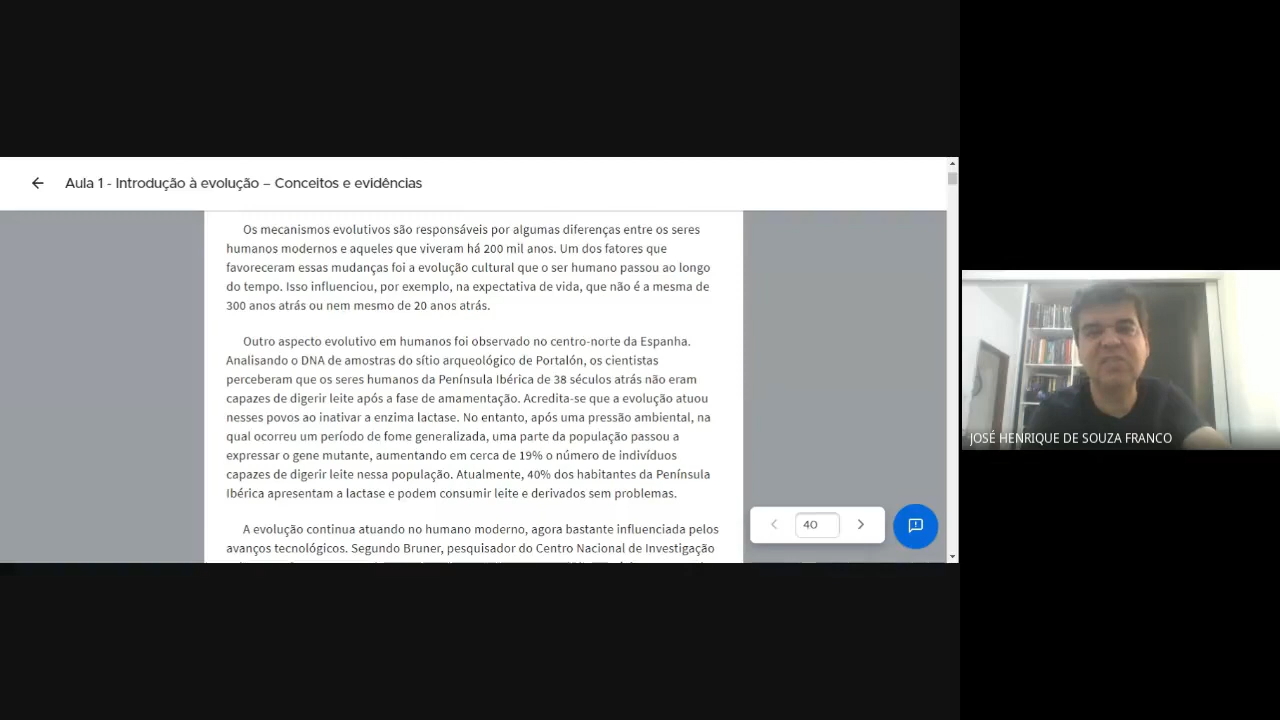 Aula 1 - Introdução à evolução – Conceitos e evidências
Os mecanismos evolutivos são responsáveis por algumas diferenças entre os seres
humanos modernos e aqueles que viveram há 200 mil anos. Um dos fatores que
favoreceram essas mudanças foi a evolução cultural que o ser humano passou ao longo
do tempo. Isso influenciou, por exemplo, na expectativa de vida, que não é a mesma de
300 anos atrás ou nem mesmo de 20 anos atrás.
Outro aspecto evolutivo em humanos foi observado no centro-norte da Espanha.
Analisando o DNA de amostras do sítio arqueológico de Portalón, os cientistas
perceberam que os seres humanos da Península Ibérica de 38 séculos atrás não eram
capazes de digerir leite após a fase de amamentação. Acredita-se que a evolução atuou
nesses povos ao inativar a enzima lactase. No entanto, após uma pressão ambiental, na
qual ocorreu um período de fome generalizada, uma parte da população passou a
expressar o gene mutante, aumentando em cerca de 19% o número de indivíduos
capazes de digerir leite nessa população. Atualmente, 40% dos habitantes da Península
Ibérica apresentam a lactase e podem consumir leite e derivados sem problemas.
A evolução continua atuando no humano moderno, agora bastante influenciada pelos
avanços tecnológicos. Segundo Bruner, pesquisador do Centro Nacional de Investigação
40
JOSÉ HENRIQUE DE SOUZA FRANCO